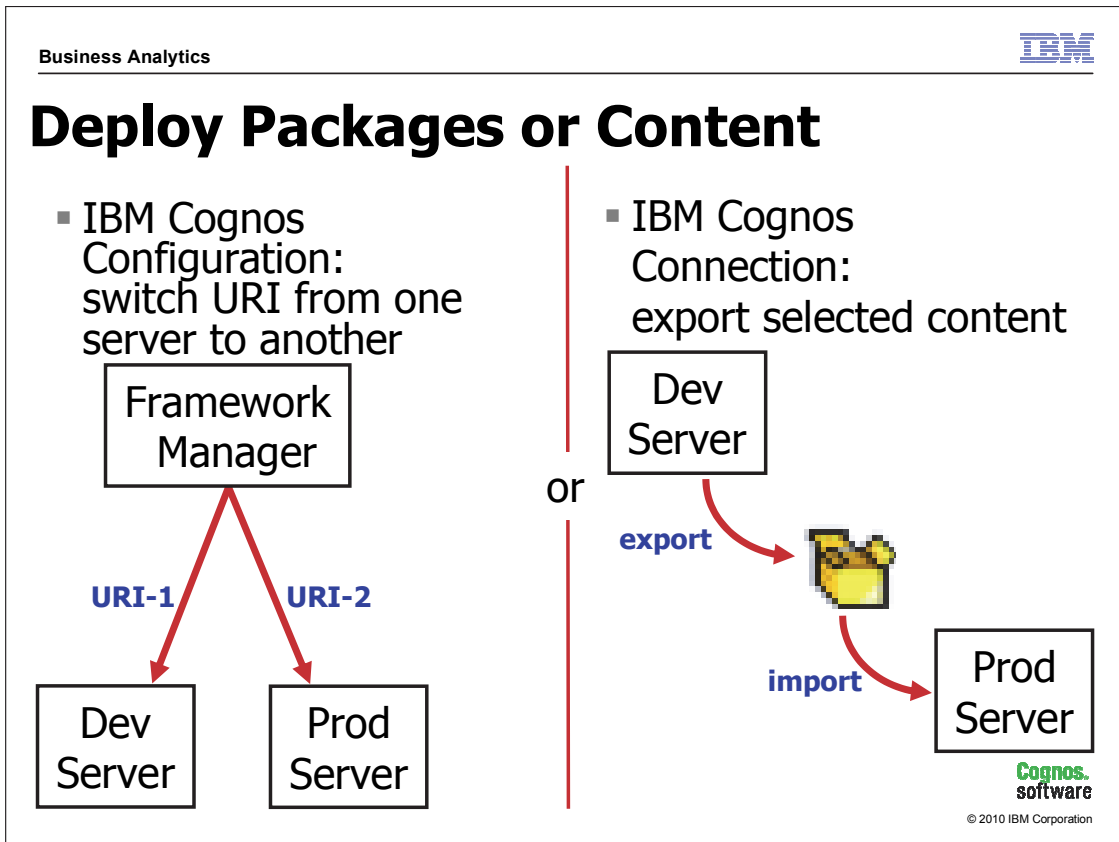 Business Analytics
IBM
Deploy Packages or Content
▪ IBM Cognos
Configuration:
switch URI from one
server to another
Framework
Manager
URI-1
URI-2
Dev
Server
Prod
Server
or
▪ IBM Cognos
Connection:
export selected content
Dev
Server
export
import
Prod
Server
Cognos.
software
© 2010 IBM Corporation